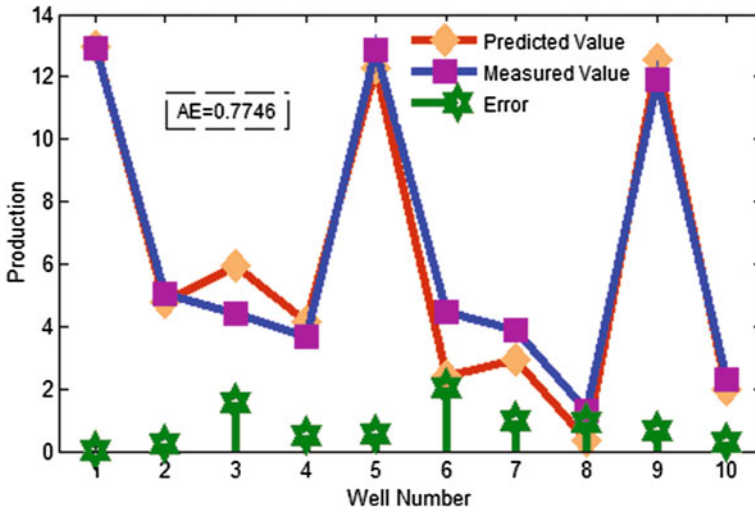 14
12
10
8
6
4
2
0
Production
Predicted Value
Measured Value
Error
AE=0.7746
1 2 3 4 5 6 7 8 9 10
Well Number